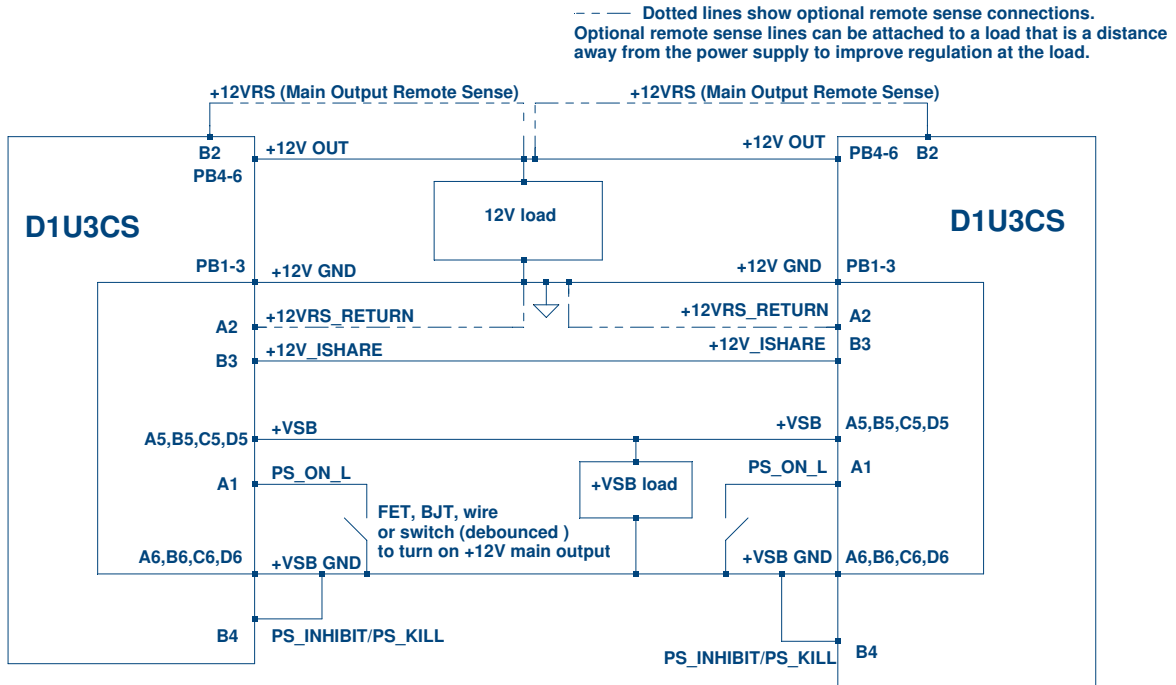 Dotted lines show optional remote sense connections.
Optional remote sense lines can be attached to a load that is a distance
away from the power supply to improve regulation at the load.
+12VRS (Main Output Remote Sense)
+12VRS (Main Output Remote Sense)
B2
+12V OUT
+12V OUT
PB4-6
B2
PB4-6
D1U3CS
12V load
D1U3CS
PB1-3
+12V GND
+12V GND
PB1-3
A2
+12VRS_RETURN
+12VRS_RETURN
A2
B3
+12V_ISHARE
+12V_ISHARE
B3
A5,B5,C5,D5
+VSB
+VSB
A5,B5,C5,D5
A1
PS_ON_L
+VSB load
PS_ON_L
A1
FET, BJT, wire
or switch (debounced )
to turn on +12V main output
A6,B6,C6,D6
+VSB GND
+VSB GND
A6,B6,C6,D6
B4
PS_INHIBIT/PS_KILL
PS_INHIBIT/PS_KILL
B4